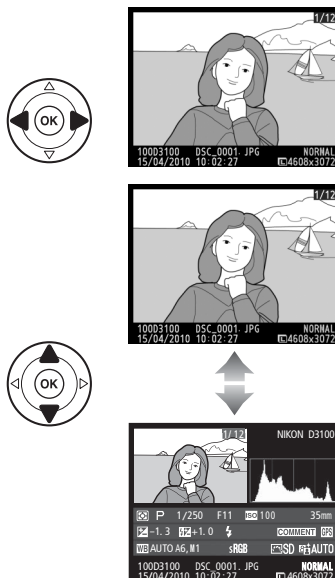 OK
1/12
100D3100 DSC_0001. JPG NORMAL
15/04/2010 10:02:27 4608x3072
1/12
100D3100 DSC_0001. JPG NORMAL
15/04/2010 10:02:27 4608x3072
OK
1/12 NIKON D3100
P 1/250 F11 ISO 100 35mm
-1.3 +1.0 COMMENT GPS
WB AUTO A6, M1 sRGB SD AUTO
100D3100 DSC_0001. JPG NORMAL
15/04/2010 10:02:27 4608x3072